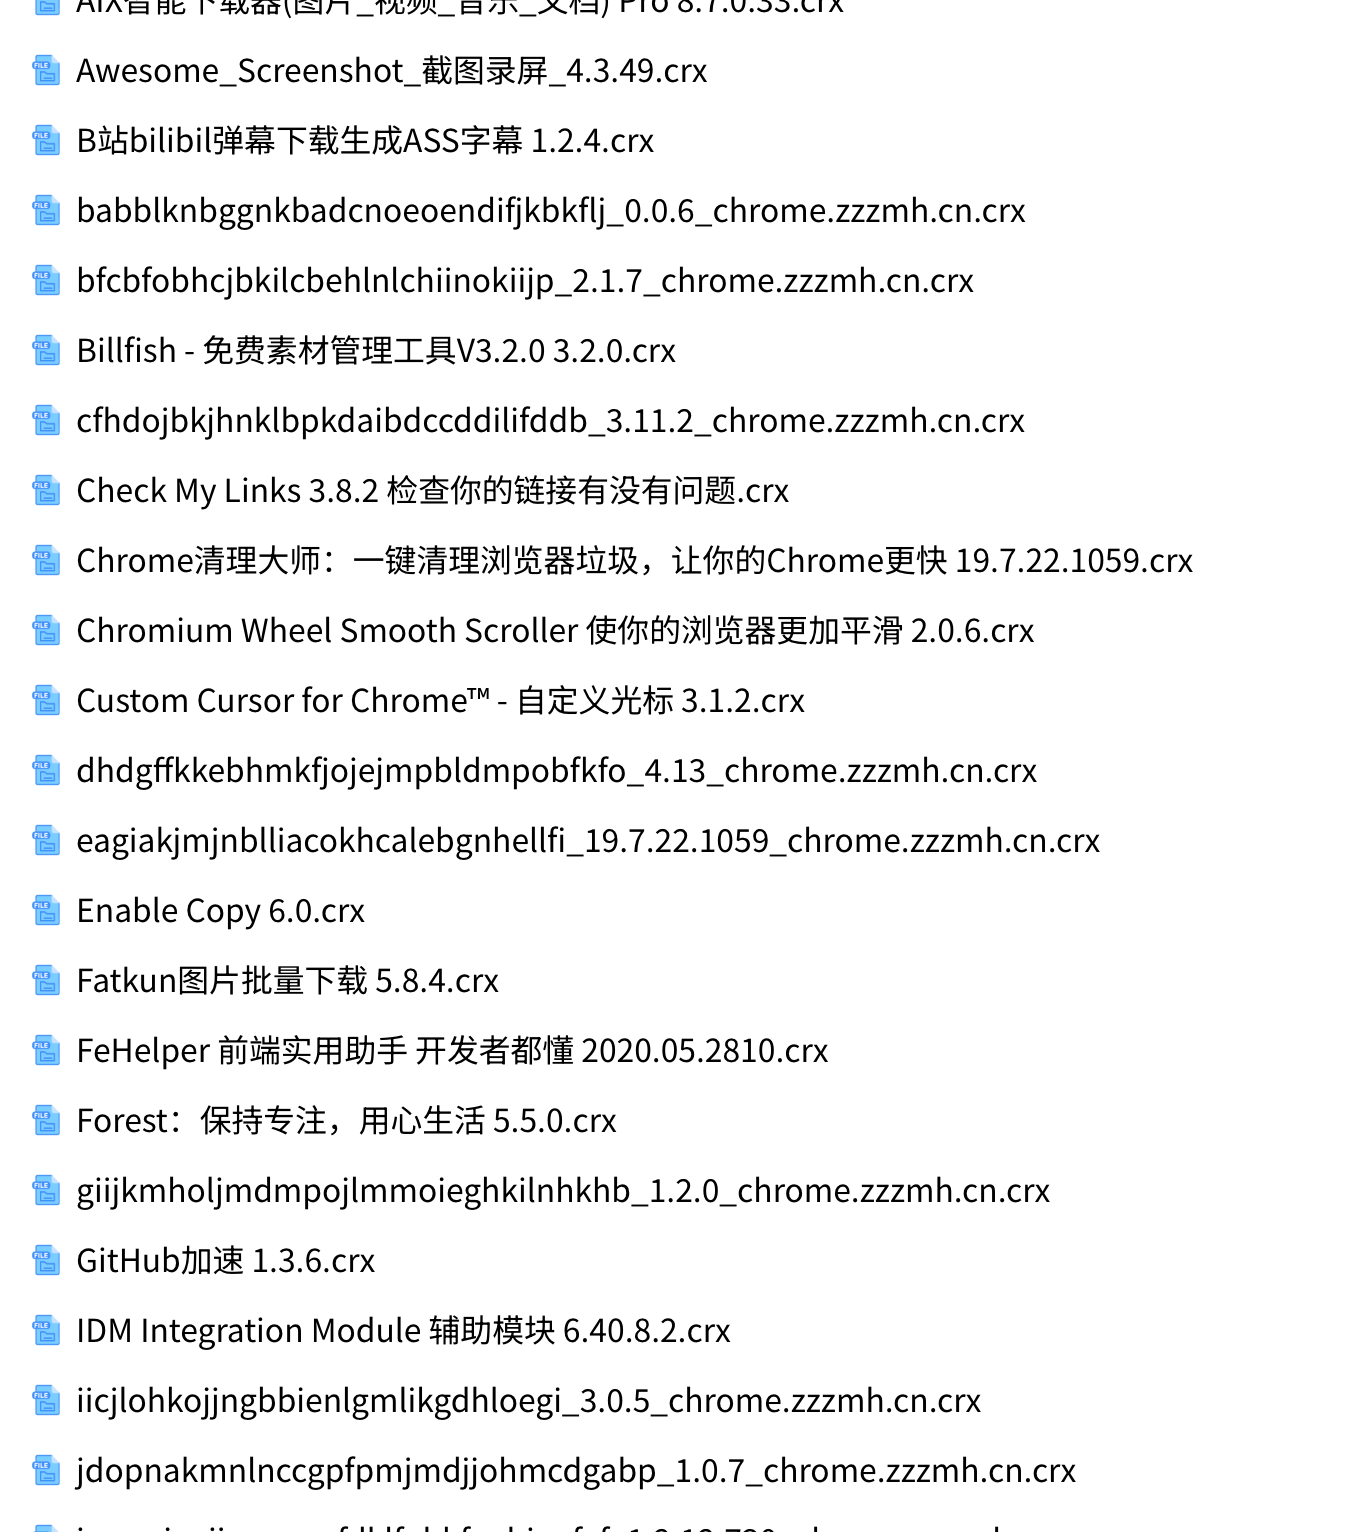 AIX智能下载器(图片_视频_音乐_文档) Pro 8.7.0.33.crx
Awesome_Screenshot_截图录屏_4.3.49.crx
B站bilibil弹幕下载生成ASS字幕 1.2.4.crx
babblknbggnkbadcnoeoendifjkbkflj_0.0.6_chrome.zzzmh.cn.crx
bfcbfobhcjbkilcbehlnlchiinokiijp_2.1.7_chrome.zzzmh.cn.crx
Billfish - 免费素材管理工具V3.2.0 3.2.0.crx
cfhdojbkjhnklbpkdaibdccddilifddb_3.11.2_chrome.zzzmh.cn.crx
Check My Links 3.8.2 检查你的链接有没有问题.crx
Chrome清理大师：一键清理浏览器垃圾，让你的Chrome更快 19.7.22.1059.crx
Chromium Wheel Smooth Scroller 使你的浏览器更加平滑 2.0.6.crx
Custom Cursor for Chrome™ - 自定义光标 3.1.2.crx
dhdgffkkebhmkfjojejmpbldmpobfkfo_4.13_chrome.zzzmh.cn.crx
eagiakjmjnblliacokhcalebgnhellfi_19.7.22.1059_chrome.zzzmh.cn.crx
Enable Copy 6.0.crx
Fatkun图片批量下载 5.8.4.crx
FeHelper 前端实用助手 开发者都懂 2020.05.2810.crx
Forest：保持专注，用心生活 5.5.0.crx
giijkmholjmdmpojlmmoieghkilnhkhb_1.2.0_chrome.zzzmh.cn.crx
GitHub加速 1.3.6.crx
IDM Integration Module 辅助模块 6.40.8.2.crx
iicjlohkojjngbbienlgmlikgdhloegi_3.0.5_chrome.zzzmh.cn.crx
jdopnakmnlnccgpfpmjmdjjohmcdgabp_1.0.7_chrome.zzzmh.cn.crx